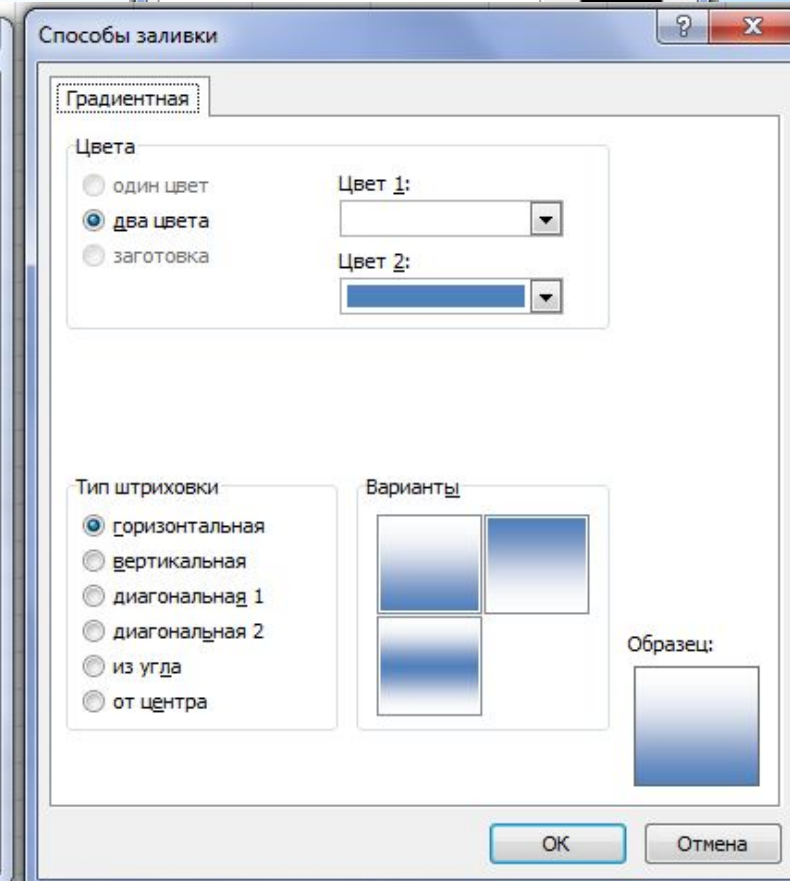 Способы заливки
Градиентная
Цвета
один цвет
два цвета
заготовка
Цвет 1:
Цвет 2:
Тип штриховки
горизонтальная
вертикальная
диагональная 1
диагональная 2
из угла
от центра
Варианты
Образец:
ОК
Отмена